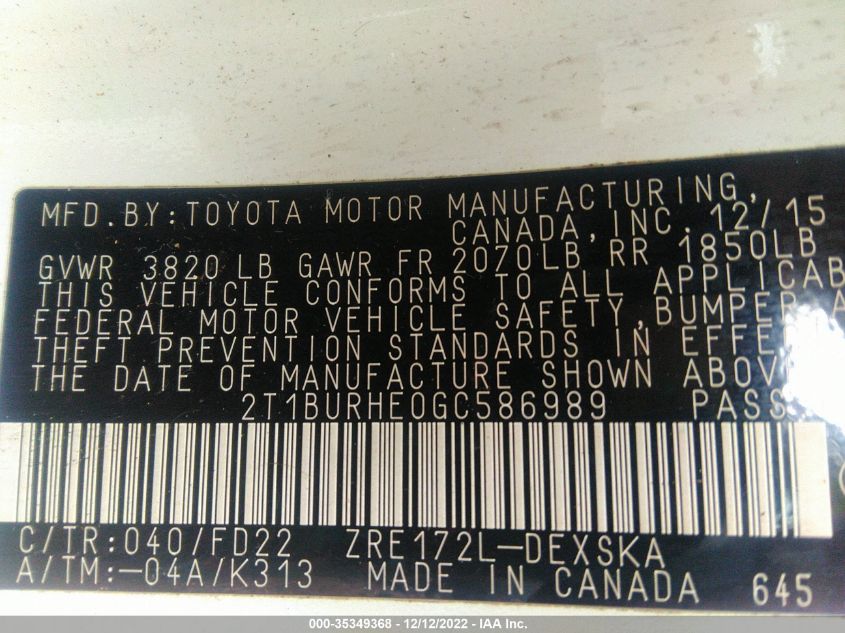 MFD.BY:TOYOTA MOTOR MANUFACTURING,
CANADA,INC. 12/15
GVWR 3820 LB GAWR FR 2070LB RR 1850LB
THIS VEHICLE CONFORMS TO ALL APPLICAB
FEDERAL MOTOR VEHICLE SAFETY,BUMPER,A
THEFT PREVENTION STANDARDS IN EFFE
THE DATE OF MANUFACTURE SHOWN ABOV
2T1BURHE0GC586989 PASS
C/TR:040/FD22 ZRE172L-DEXSKA
A/TM:-04A/K313 MADE IN CANADA 645
000-35349368 - 12/12/2022 - IAA Inc.